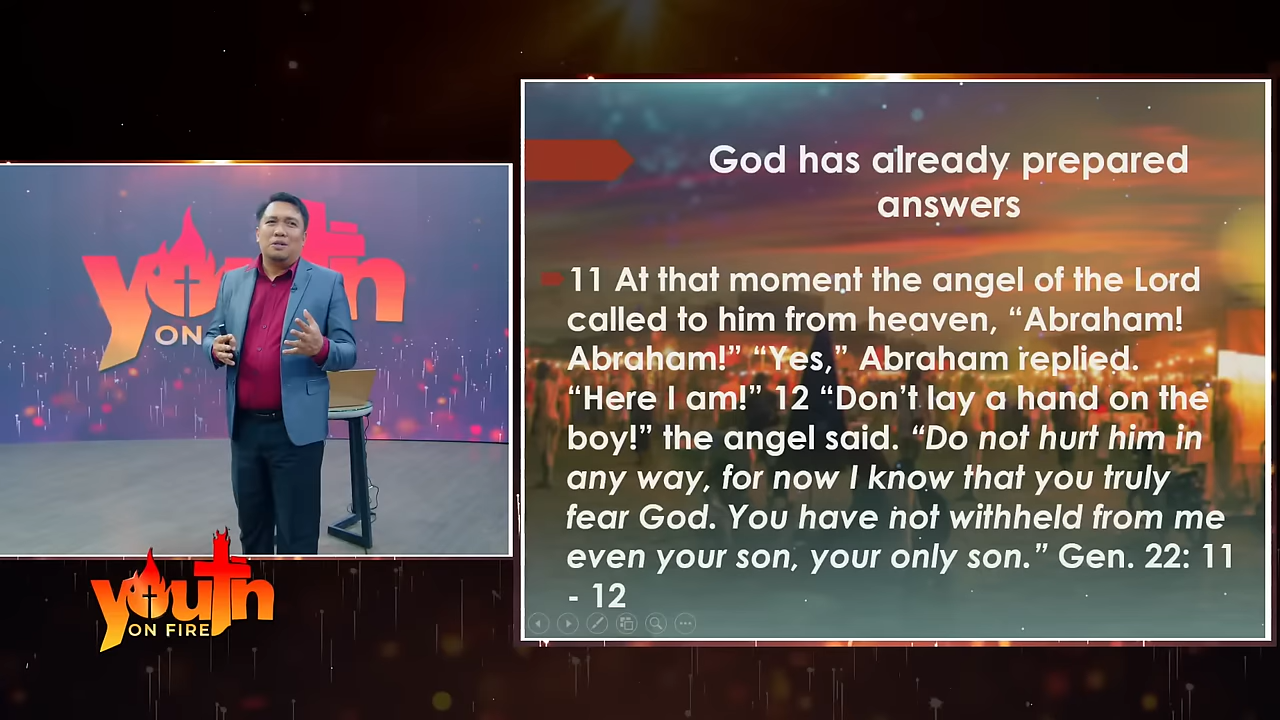 youth
ON
God has already prepared
answers
11 At that moment the angel of the Lord
called to him from heaven, “Abraham!
Abraham!” “Yes,” Abraham replied.
“Here I am!” 12 “Don’t lay a hand on the
boy!” the angel said. “Do not hurt him in
any way, for now I know that you truly
fear God. You have not withheld from me
even your son, your only son.” Gen. 22: 11
- 12
youth
ON FIRE